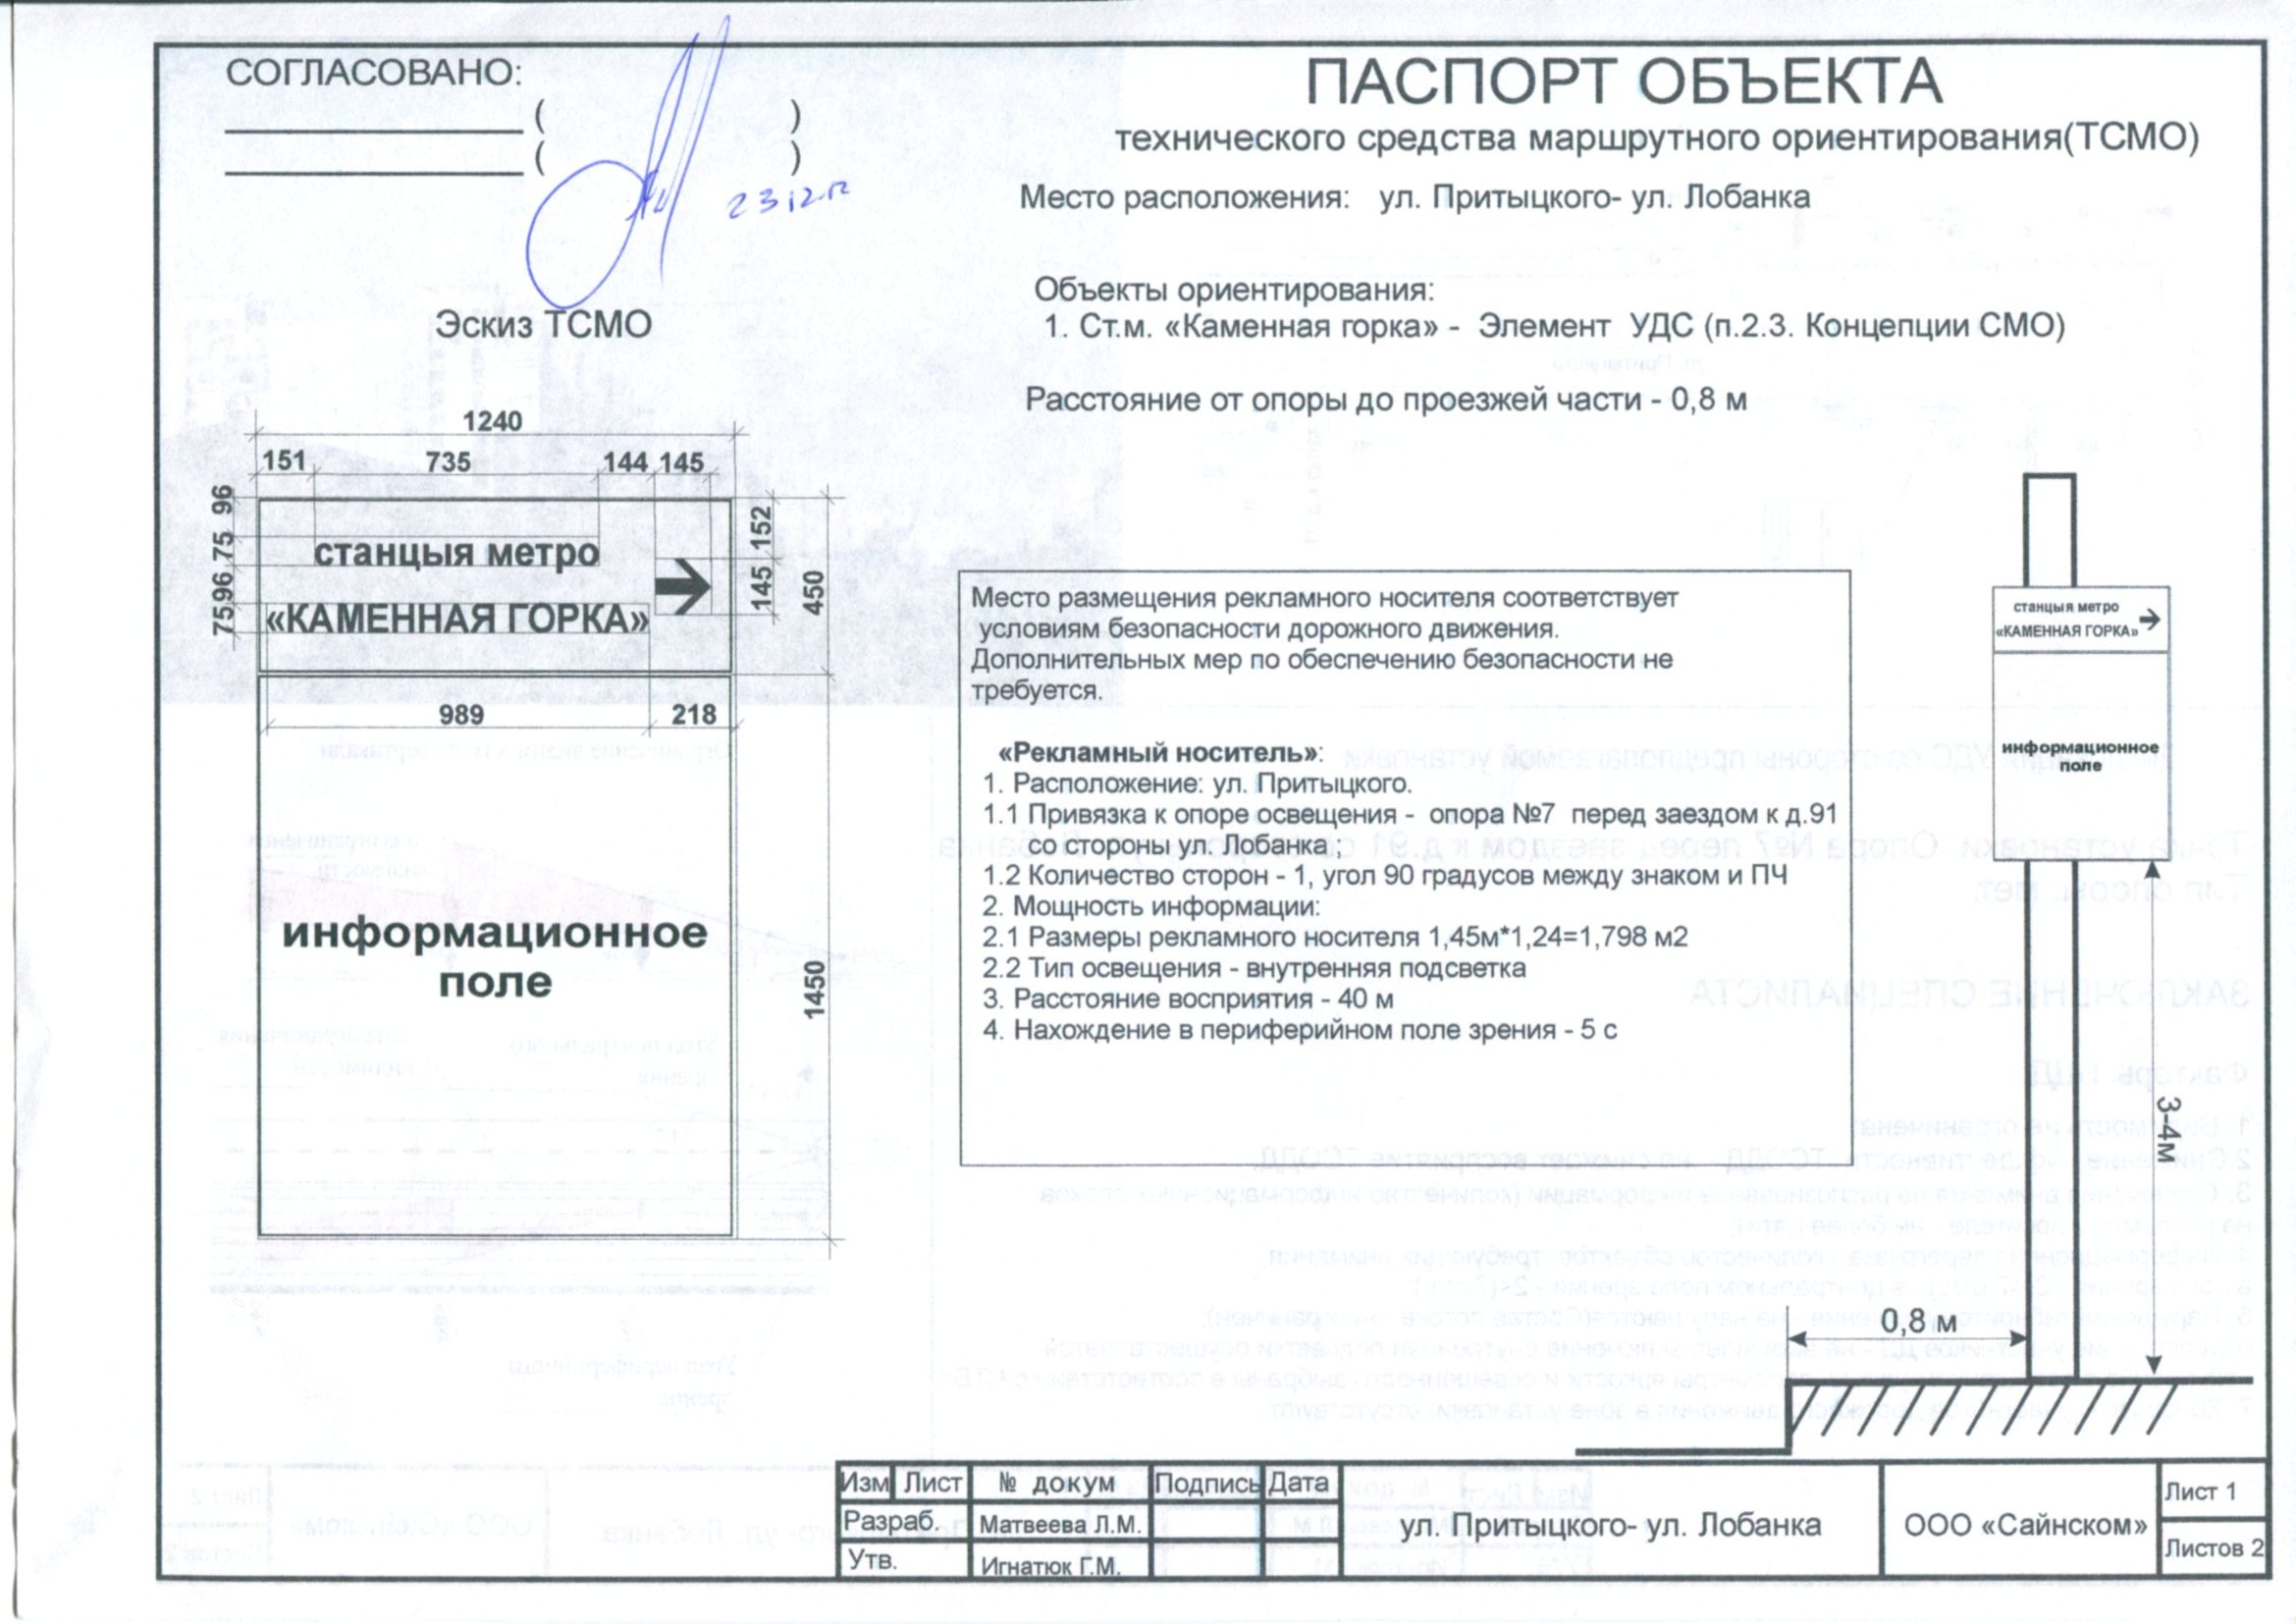 СОГЛАСОВАНО:
( )
( )
23.12.12
ПАСПОРТ ОБЪЕКТА
технического средства маршрутного ориентирования(ТСМО)
Место расположения: ул. Притыцкого- ул. Лобанка
Объекты ориентирования:
1. Ст.м. «Каменная горка» - Элемент УДС (п.2.3. Концепции СМО)
Расстояние от опоры до проезжей части - 0,8 м
Эскиз ТСМО
1240
151 735 144 145
96 75 96 75
152 145 450
станцыя метро
«КАМЕННАЯ ГОРКА»
989 218
информационное
поле
1450
Место размещения рекламного носителя соответствует
условиям безопасности дорожного движения.
Дополнительных мер по обеспечению безопасности не
требуется.
«Рекламный носитель»:
1. Расположение: ул. Притыцкого.
1.1 Привязка к опоре освещения - опора №7 перед заездом к д.91
со стороны ул. Лобанка ;
1.2 Количество сторон - 1, угол 90 градусов между знаком и ПЧ
2. Мощность информации:
2.1 Размеры рекламного носителя 1,45м*1,24=1,798 м2
2.2 Тип освещения - внутренняя подсветка
3. Расстояние восприятия - 40 м
4. Нахождение в периферийном поле зрения - 5 с
станцыя метро
«КАМЕННАЯ ГОРКА»
информационное
поле
3-4м
0,8 м
Изм Лист № докум Подпись Дата
Разраб. Матвеева Л.М.
Утв. Игнатюк Г.М.
ул. Притыцкого- ул. Лобанка
ООО «Сайнском»
Лист 1
Листов 2